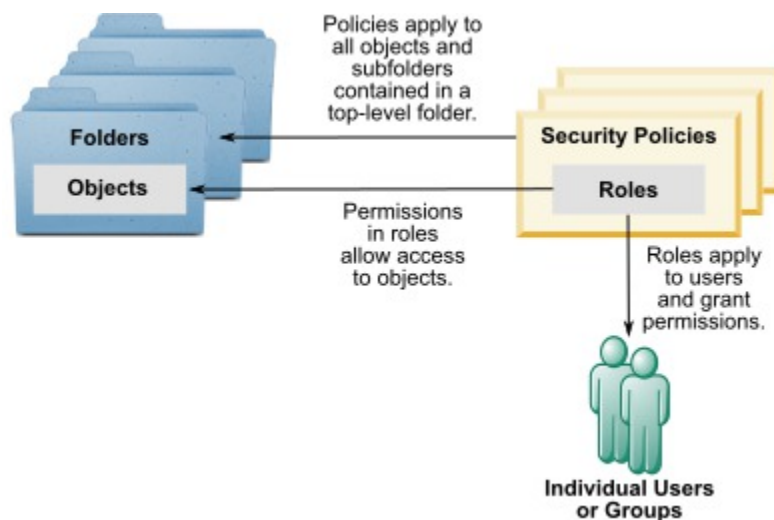 Policies apply to
all objects and
subfolders
contained in a
top-level folder.
Folders
Objects
Security Policies
Roles
Permissions
in roles
allow access
to objects.
Roles apply
to users
and grant
permissions.
Individual Users
or Groups